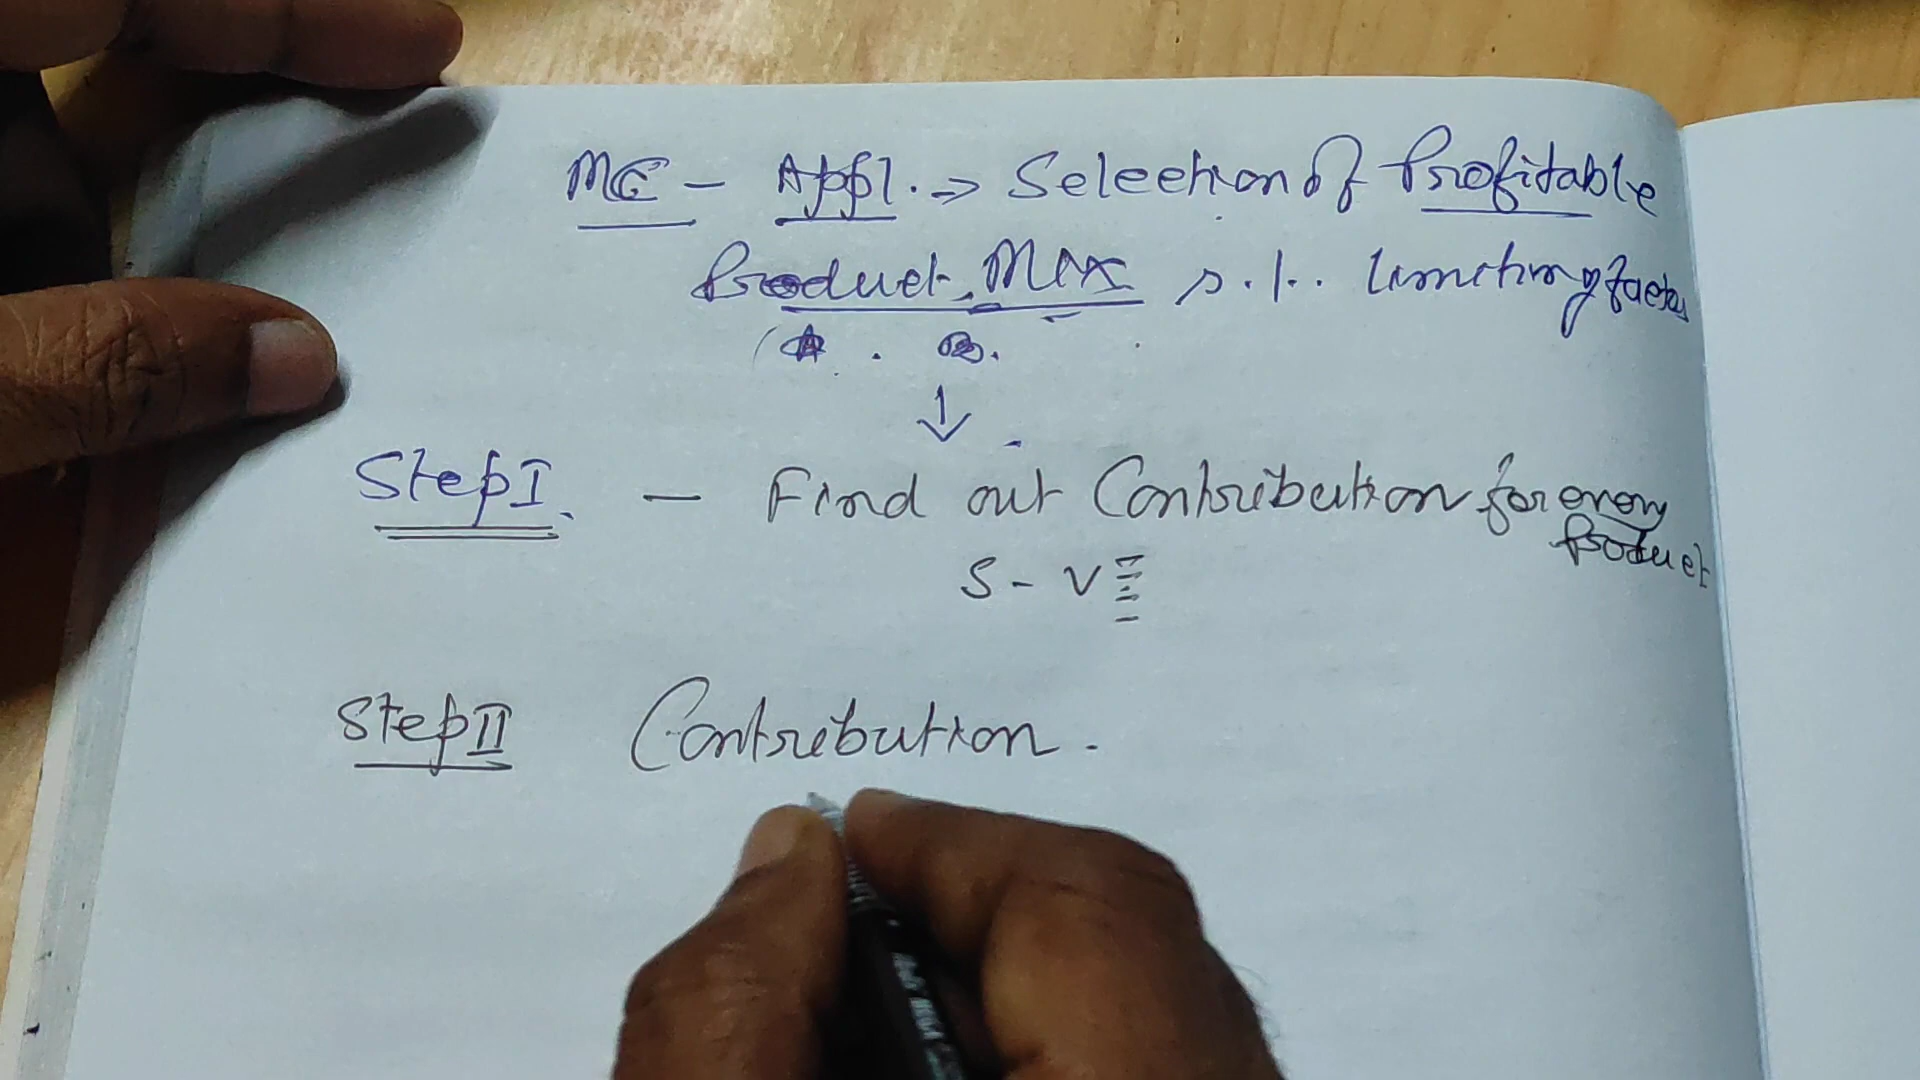 MC - Appl. => Selection of Profitable
Product Mix s.t. limiting factor
(A . B.
↓
Step I. - Find out Contribution for every
Product
S - V
Step II Contribution.